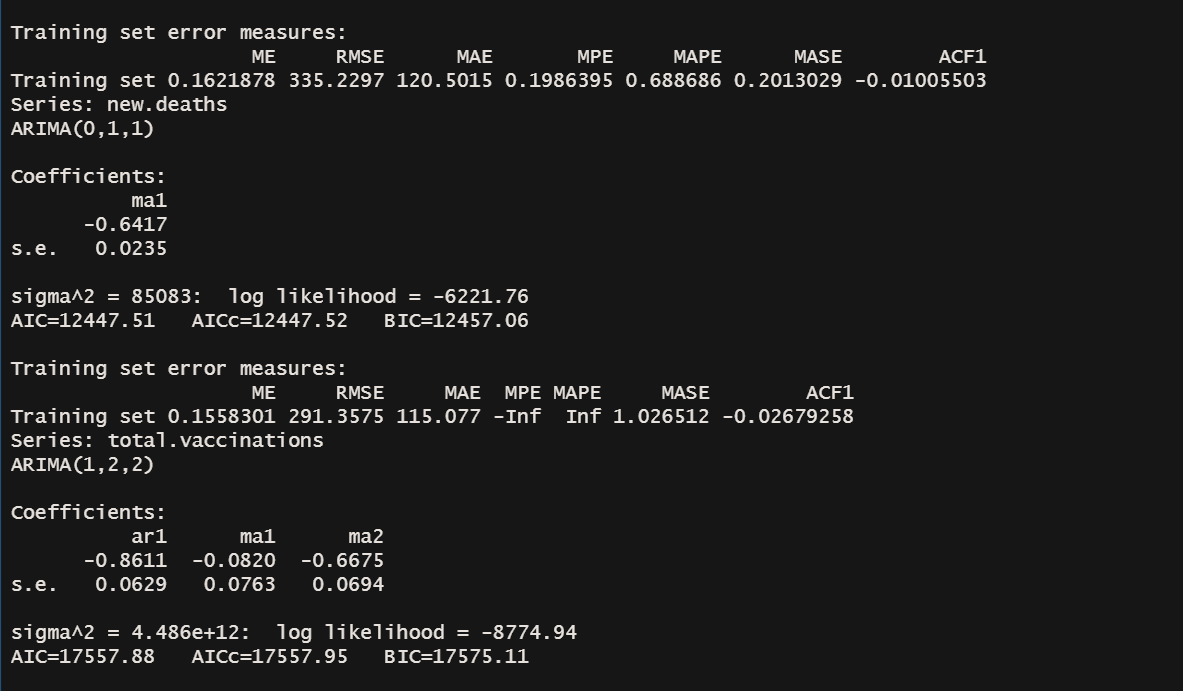 Training set error measures:
                    ME     RMSE      MAE       MPE     MAPE      MASE        ACF1
Training set 0.1621878 335.2297 120.5015 0.1986395 0.688686 0.2013029 -0.01005503
Series: new.deaths
ARIMA(0,1,1)

Coefficients:
          ma1
      -0.6417
s.e.   0.0235

sigma^2 = 85083:  log likelihood = -6221.76
AIC=12447.51   AICc=12447.52   BIC=12457.06

Training set error measures:
                    ME     RMSE     MAE  MPE MAPE     MASE        ACF1
Training set 0.1558301 291.3575 115.077 -Inf  Inf 1.026512 -0.02679258
Series: total.vaccinations
ARIMA(1,2,2)

Coefficients:
          ar1      ma1      ma2
      -0.8611  -0.0820  -0.6675
s.e.   0.0629   0.0763   0.0694

sigma^2 = 4.486e+12:  log likelihood = -8774.94
AIC=17557.88   AICc=17557.95   BIC=17575.11